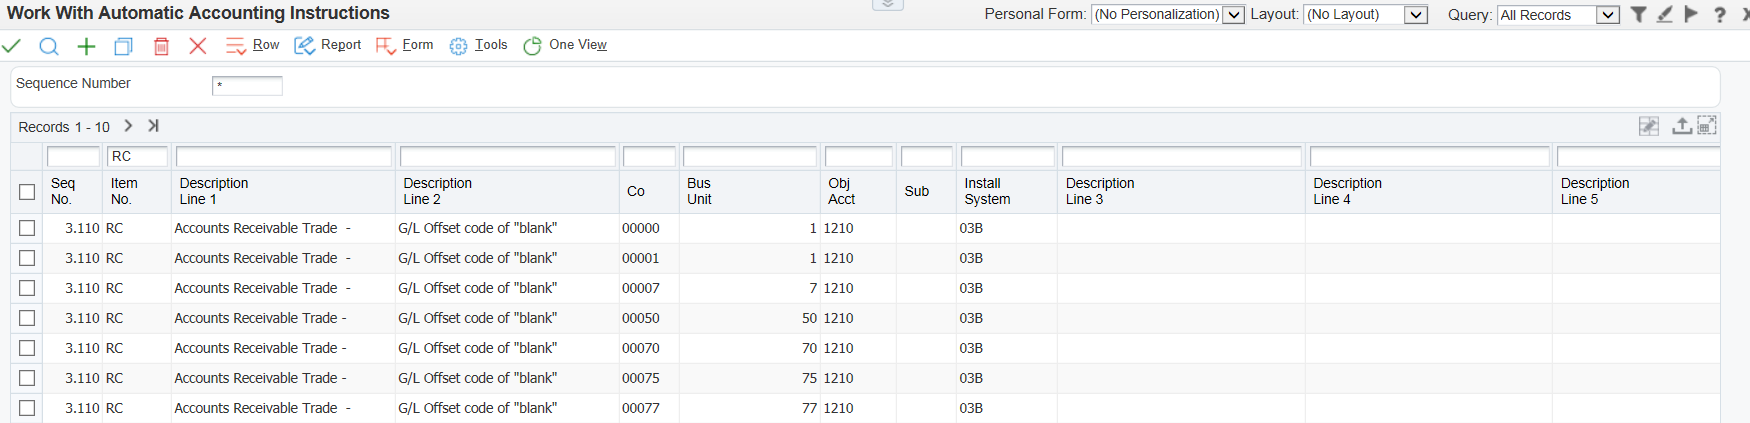 Work With Automatic Accounting Instructions
Personal Form: (No Personalization) Layout: (No Layout) Query: All Records ?
Row Report Form Tools One View
Sequence Number *
Records 1 - 10
RC
Seq No. Item No. Description Line 1 Description Line 2 Co Bus Unit Obj Acct Sub Install System Description Line 3 Description Line 4 Description Line 5
3.110 RC Accounts Receivable Trade - G/L Offset code of "blank" 00000 1 1210 03B
3.110 RC Accounts Receivable Trade - G/L Offset code of "blank" 00001 1 1210 03B
3.110 RC Accounts Receivable Trade - G/L Offset code of "blank" 00007 7 1210 03B
3.110 RC Accounts Receivable Trade - G/L Offset code of "blank" 00050 50 1210 03B
3.110 RC Accounts Receivable Trade - G/L Offset code of "blank" 00070 70 1210 03B
3.110 RC Accounts Receivable Trade - G/L Offset code of "blank" 00075 75 1210 03B
3.110 RC Accounts Receivable Trade - G/L Offset code of "blank" 00077 77 1210 03B